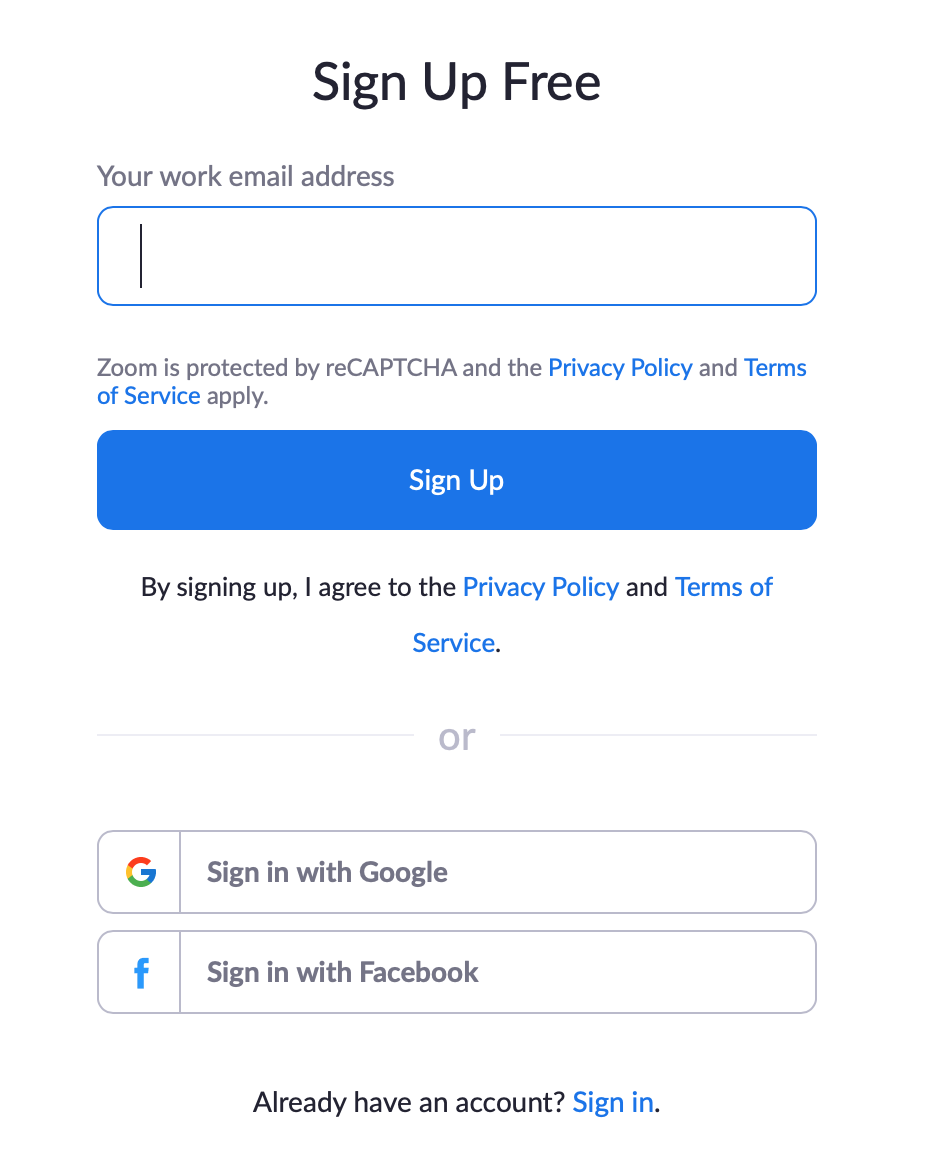 Sign Up Free
Your work email address
Zoom is protected by reCAPTCHA and the Privacy Policy and Terms
of Service apply.
Sign Up
By signing up, I agree to the Privacy Policy and Terms of
Service.
or
Sign in with Google
Sign in with Facebook
Already have an account? Sign in.